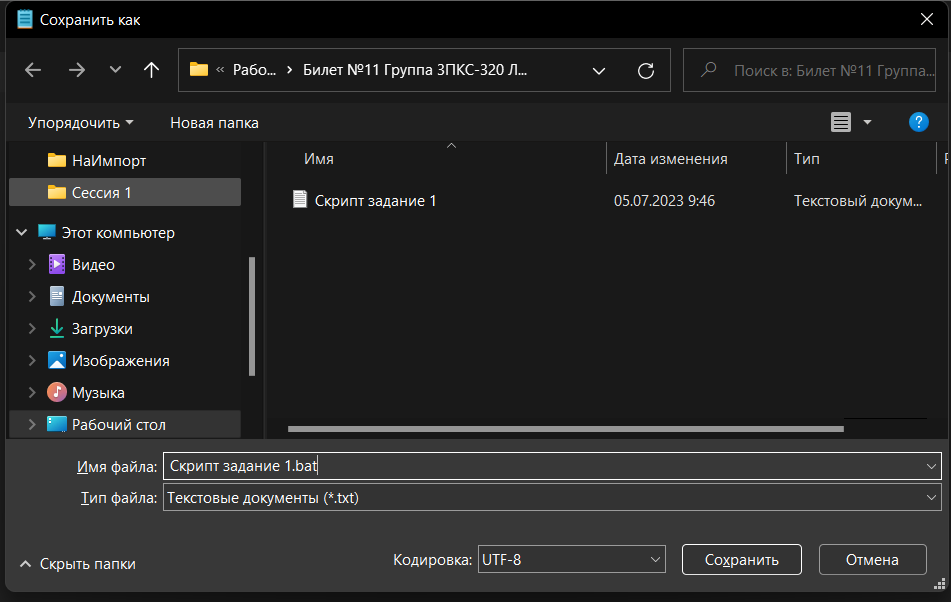 Сохранить как
« Рабо... › Билет №11 Группа 3ПКС-320 Л...
Поиск в: Билет №11 Группа...
Упорядочить
Новая папка
?
НаИмпорт
Сессия 1
Этот компьютер
Видео
Документы
Загрузки
Изображения
Музыка
Рабочий стол
Имя
Дата изменения
Тип
Скрипт задание 1
05.07.2023 9:46
Текстовый докум...
Имя файла:
Скрипт задание 1.bat
Тип файла:
Текстовые документы (*.txt)
Скрыть папки
Кодировка:
UTF-8
Сохранить
Отмена